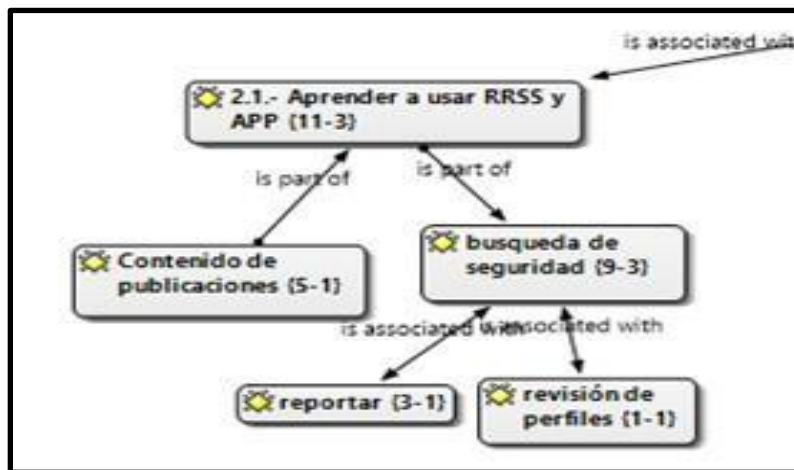 is associated wit
2.1.- Aprender a usar RRSS y
APP {11-3}
is part of
is part of
Contenido de
publicaciones {5-1}
busqueda de
seguridad {9-3}
is associated with
is associated with
reportar {3-1}
revisión de
perfiles {1-1}